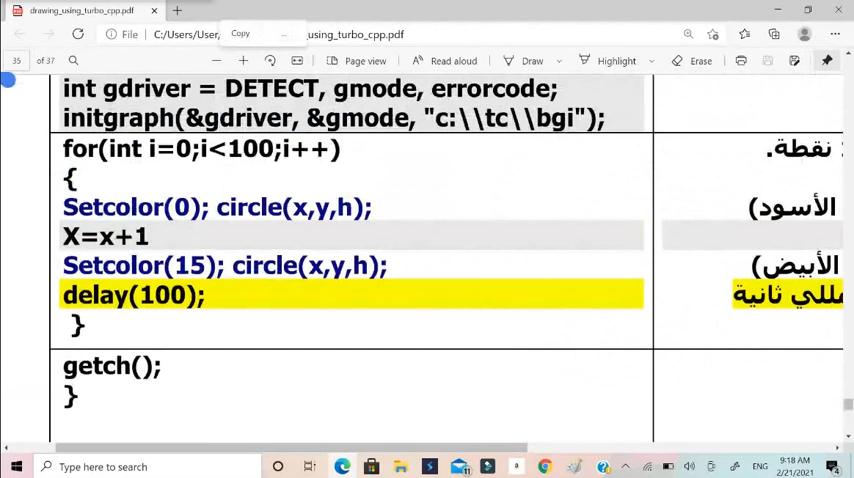 drawing_using_turbo_cpp.pdf
File C:/Users/User, Copy ... _using_turbo_cpp.pdf
35 of 37 Page view Read aloud Draw Highlight Erase
int gdriver = DETECT, gmode, errorcode;
initgraph(&gdriver, &gmode, "c:\\tc\\bgi");
for(int i=0;i<100;i++) نقطة.
{
Setcolor(0); circle(x,y,h); الأسود)
X=x+1
Setcolor(15); circle(x,y,h); الأبيض)
delay(100); مللي ثانية
}
getch();
}
Type here to search 11 a ENG 9:18 AM
2/21/2021 4